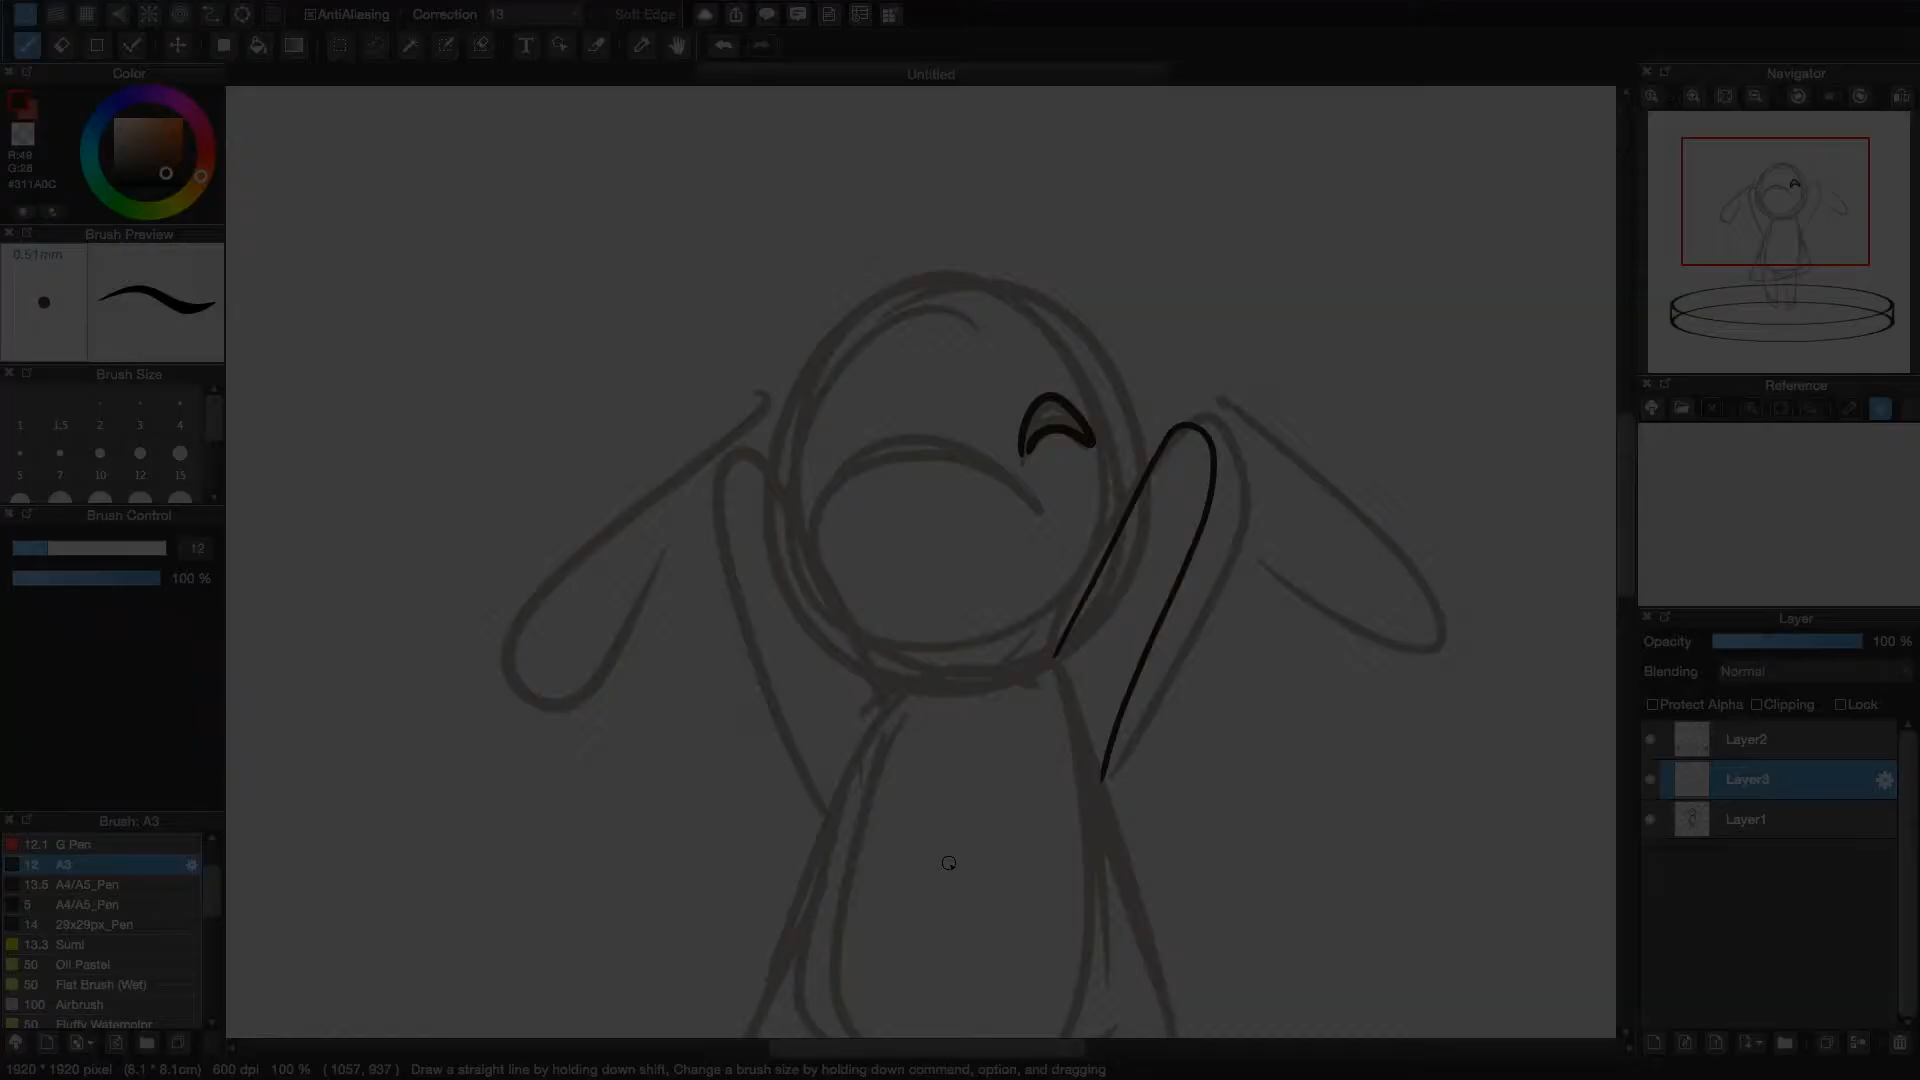 AntiAliasing Correction 13 Soft Edge
Color
Untitled
Navigator
R:49
G:26
#311A0C
Brush Preview
0.51mm
Brush Size
1 1.5 2 3 4
5 7 10 12 15
Brush Control
12
100 %
Brush: A3
12.1 G Pen
12 A3
13.5 A4/A5_Pen
5 A4/A5_Pen
14 29x29px_Pen
13.3 Sumi
50 Oil Pastel
50 Flat Brush (Wet)
100 Airbrush
50 Fluffy Watercolor
Reference
Layer
Opacity 100 %
Blending Normal
Protect Alpha Clipping Lock
Layer2
Layer3
Layer1
1920 * 1920 pixel (8.1 * 8.1cm) 600 dpi 100 % ( 1057, 937 ) Draw a straight line by holding down shift, Change a brush size by holding down command, option, and dragging